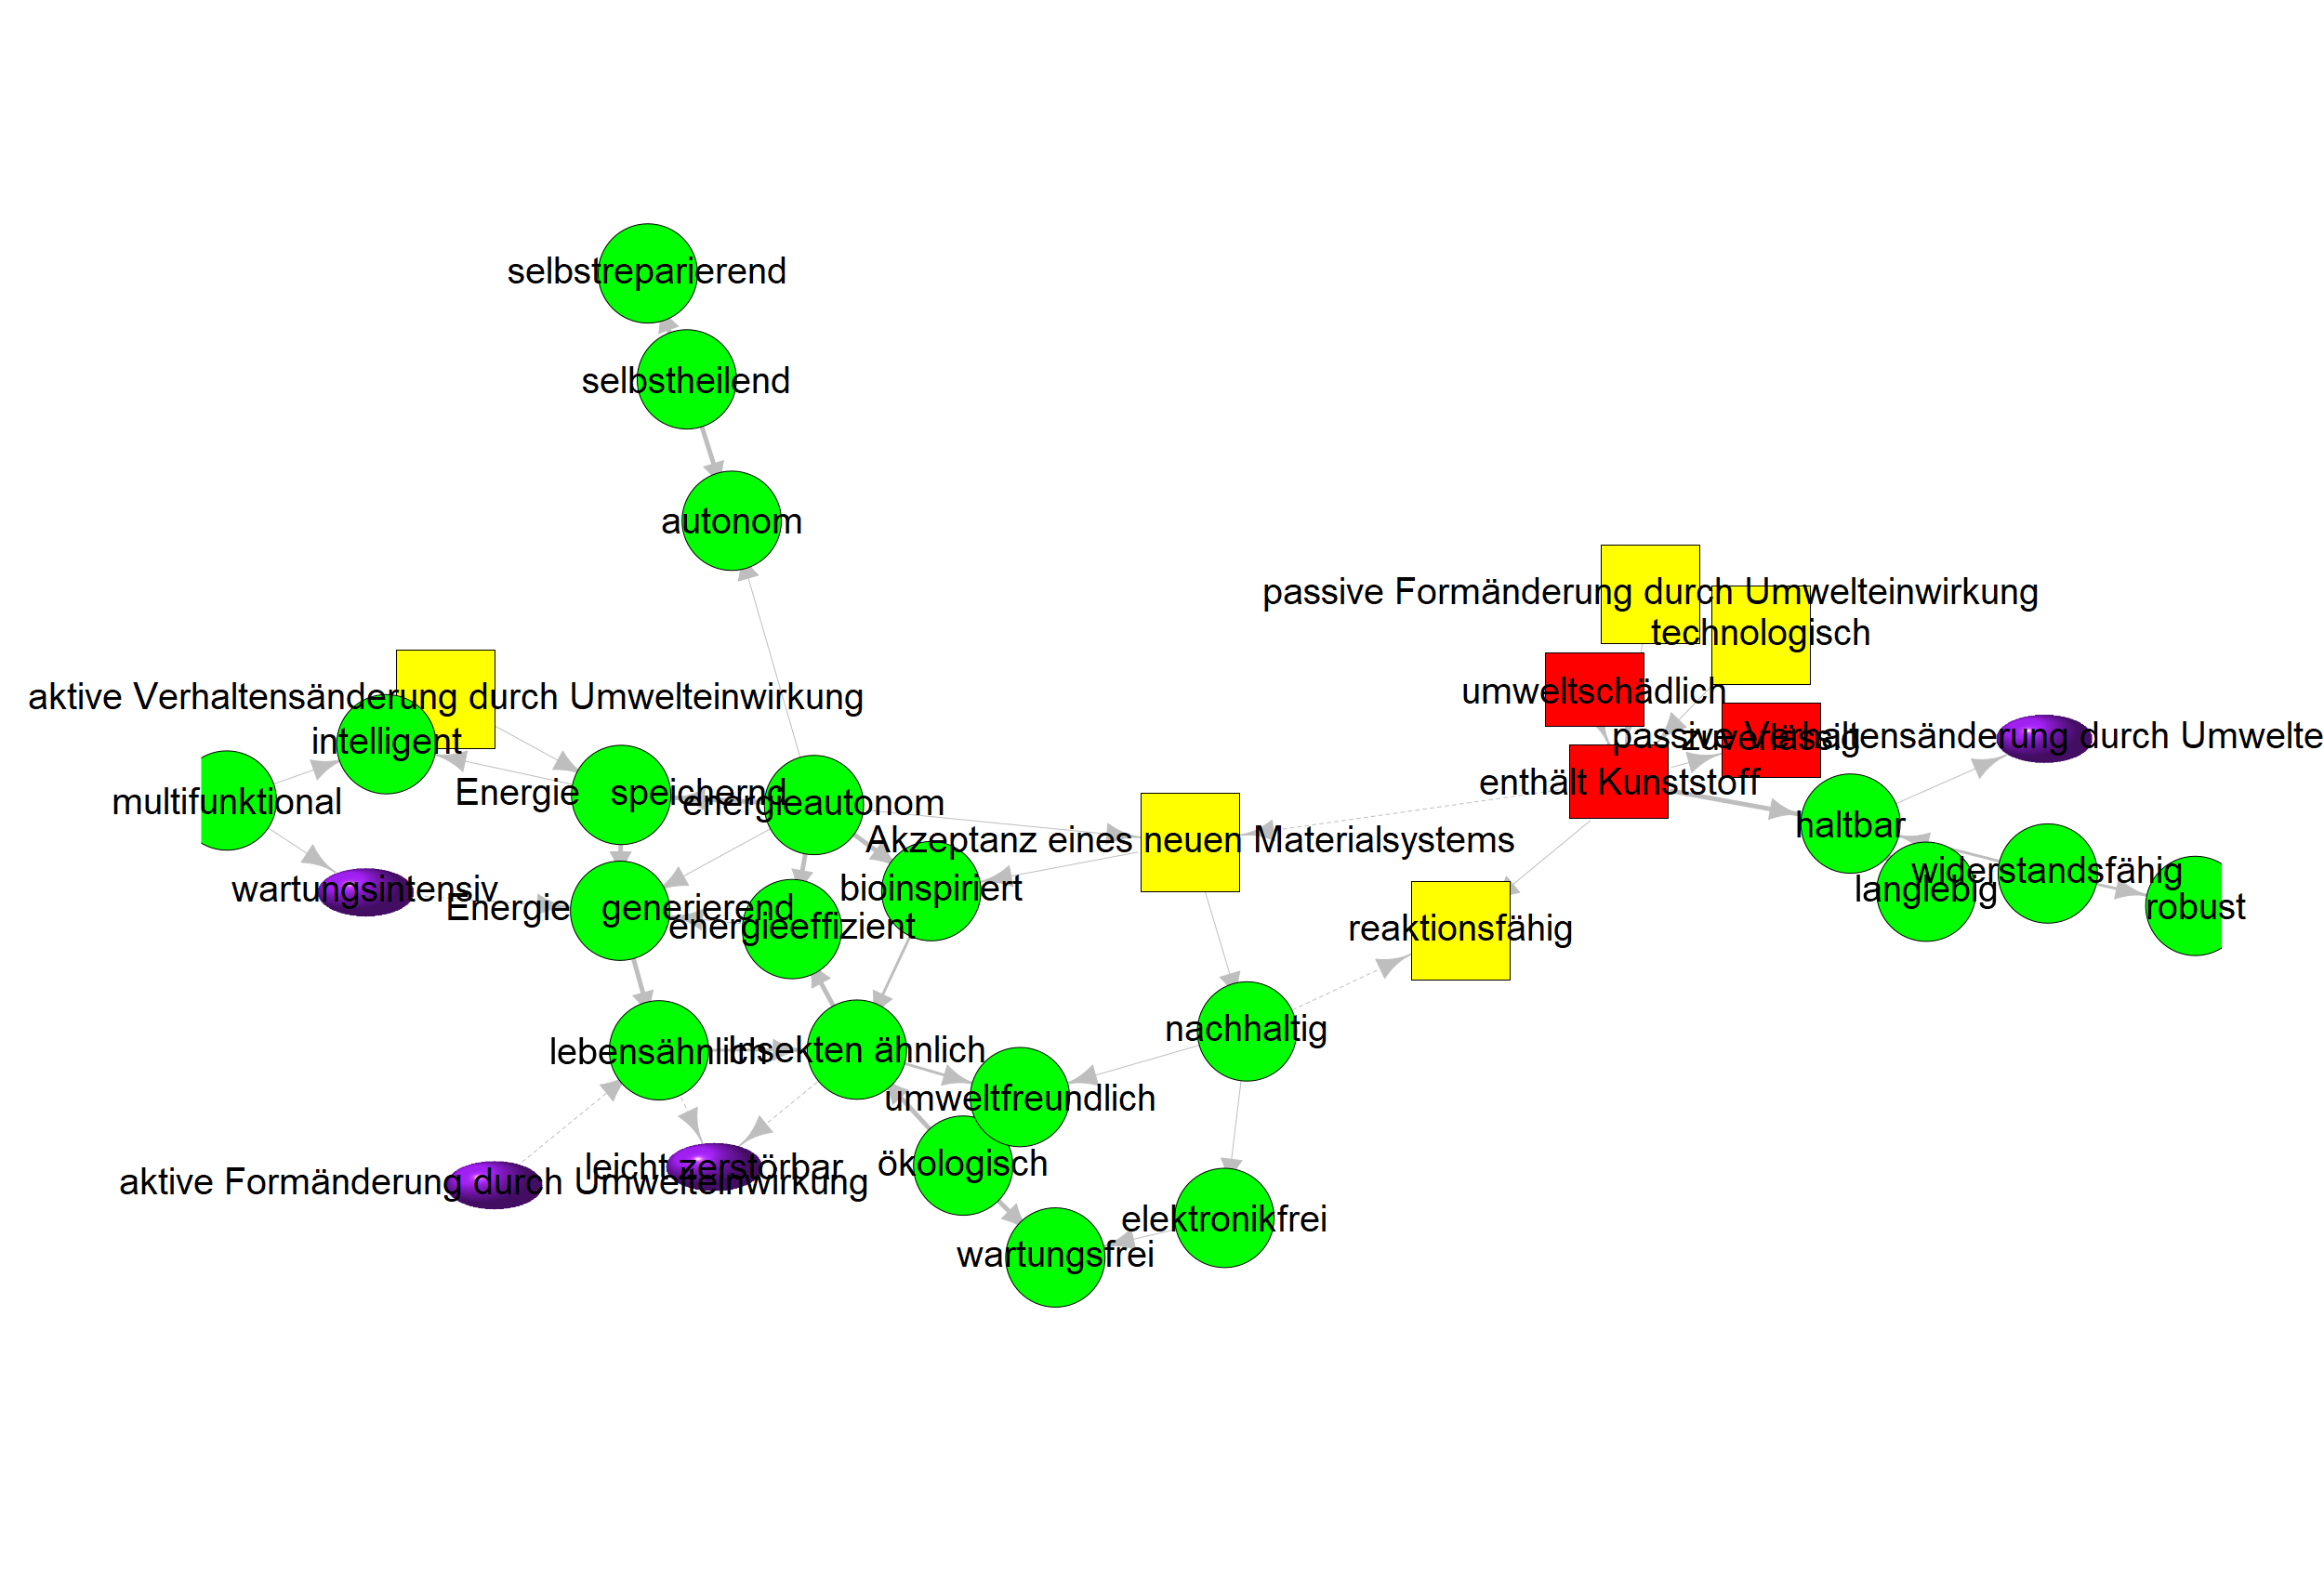 selbstreparierend
selbstheilend
autonom
passive Formänderung durch Umwelteinwirkung
technologisch
aktive Verhaltensänderung durch Umwelteinwirkung
umweltschädlich
intelligent
passive Verhaltensänderung durch Umwelte
zuverlässig
enthält Kunststoff
multifunktional
Energie speichernd
energieautonom
haltbar
Akzeptanz eines neuen Materialsystems
wartungsintensiv
bioinspiriert
widerstandsfähig
langlebig
Energie generierend
robust
energieeffizient
reaktionsfähig
nachhaltig
lebensähnlich
Insekten ähnlich
umweltfreundlich
leicht zerstörbar
ökologisch
aktive Formänderung durch Umwelteinwirkung
elektronikfrei
wartungsfrei